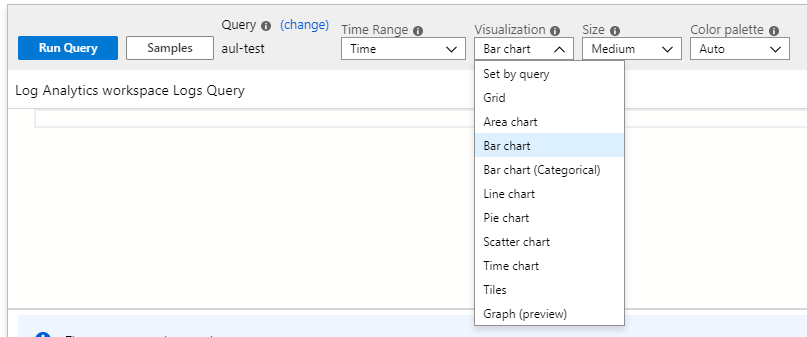 Query (change)
Time Range
Visualization
Size
Color palette
Run Query
Samples
aul-test
Time
Bar chart
Medium
Auto
Set by query
Grid
Area chart
Bar chart
Bar chart (Categorical)
Line chart
Pie chart
Scatter chart
Time chart
Tiles
Graph (preview)
Log Analytics workspace Logs Query